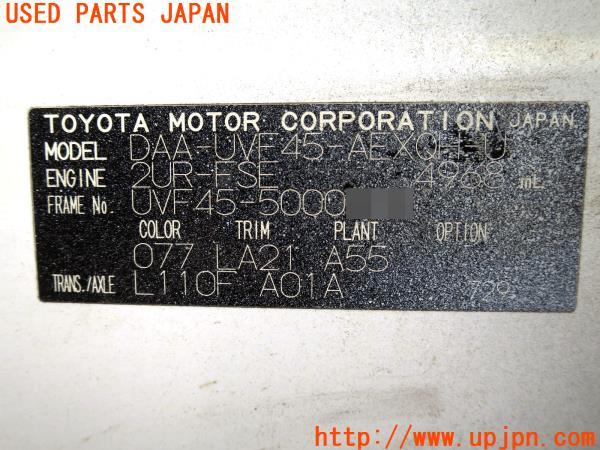 USED PARTS JAPAN
TOYOTA MOTOR CORPORATION JAPAN
MODEL DAA-UVF45-AEXQH
ENGINE 2UR-FSE 4968 mL
FRAME No. UVF45-5000
COLOR TRIM PLANT OPTION
077 LA21 A55
TRANS./AXLE L110F A01A 729
http://www.upjpn.com/